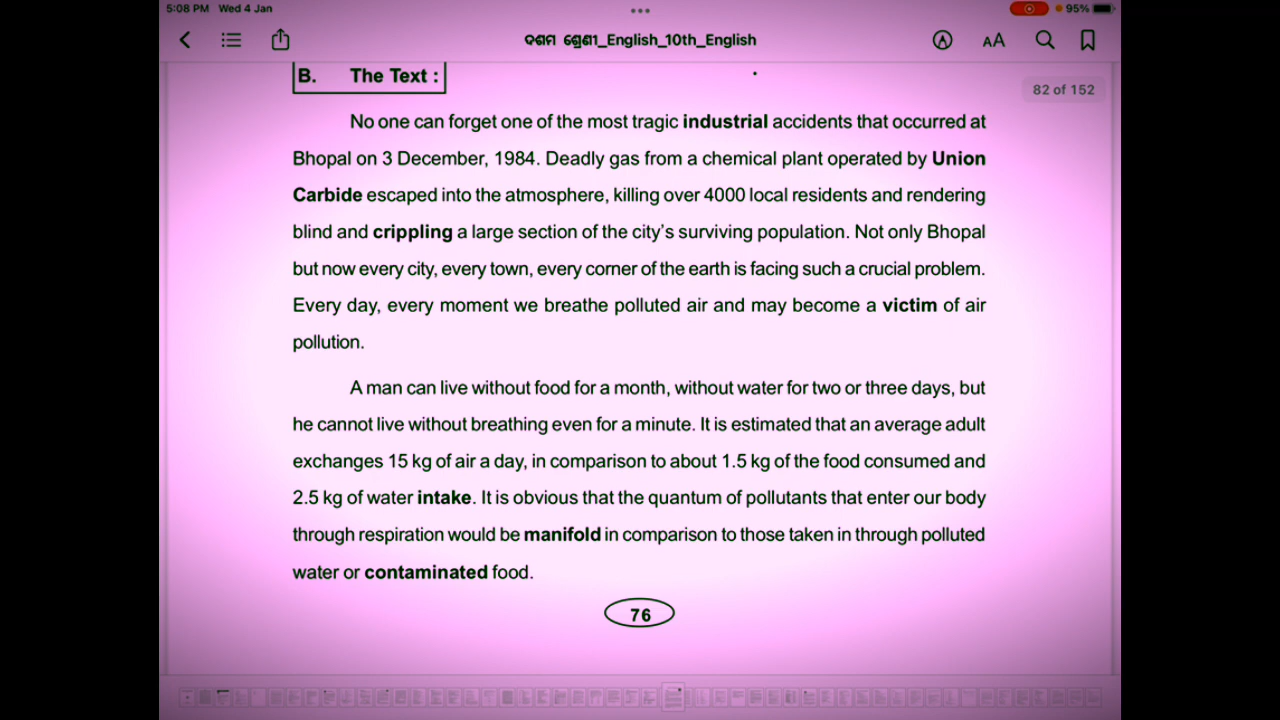 5:08 PM Wed 4 Jan
95%
ଦଶମ ଶ୍ରେଣୀ_English_10th_English
AA
B. The Text :
82 of 152
No one can forget one of the most tragic industrial accidents that occurred at
Bhopal on 3 December, 1984. Deadly gas from a chemical plant operated by Union
Carbide escaped into the atmosphere, killing over 4000 local residents and rendering
blind and crippling a large section of the city's surviving population. Not only Bhopal
but now every city, every town, every corner of the earth is facing such a crucial problem.
Every day, every moment we breathe polluted air and may become a victim of air
pollution.
A man can live without food for a month, without water for two or three days, but
he cannot live without breathing even for a minute. It is estimated that an average adult
exchanges 15 kg of air a day, in comparison to about 1.5 kg of the food consumed and
2.5 kg of water intake. It is obvious that the quantum of pollutants that enter our body
through respiration would be manifold in comparison to those taken in through polluted
water or contaminated food.
76